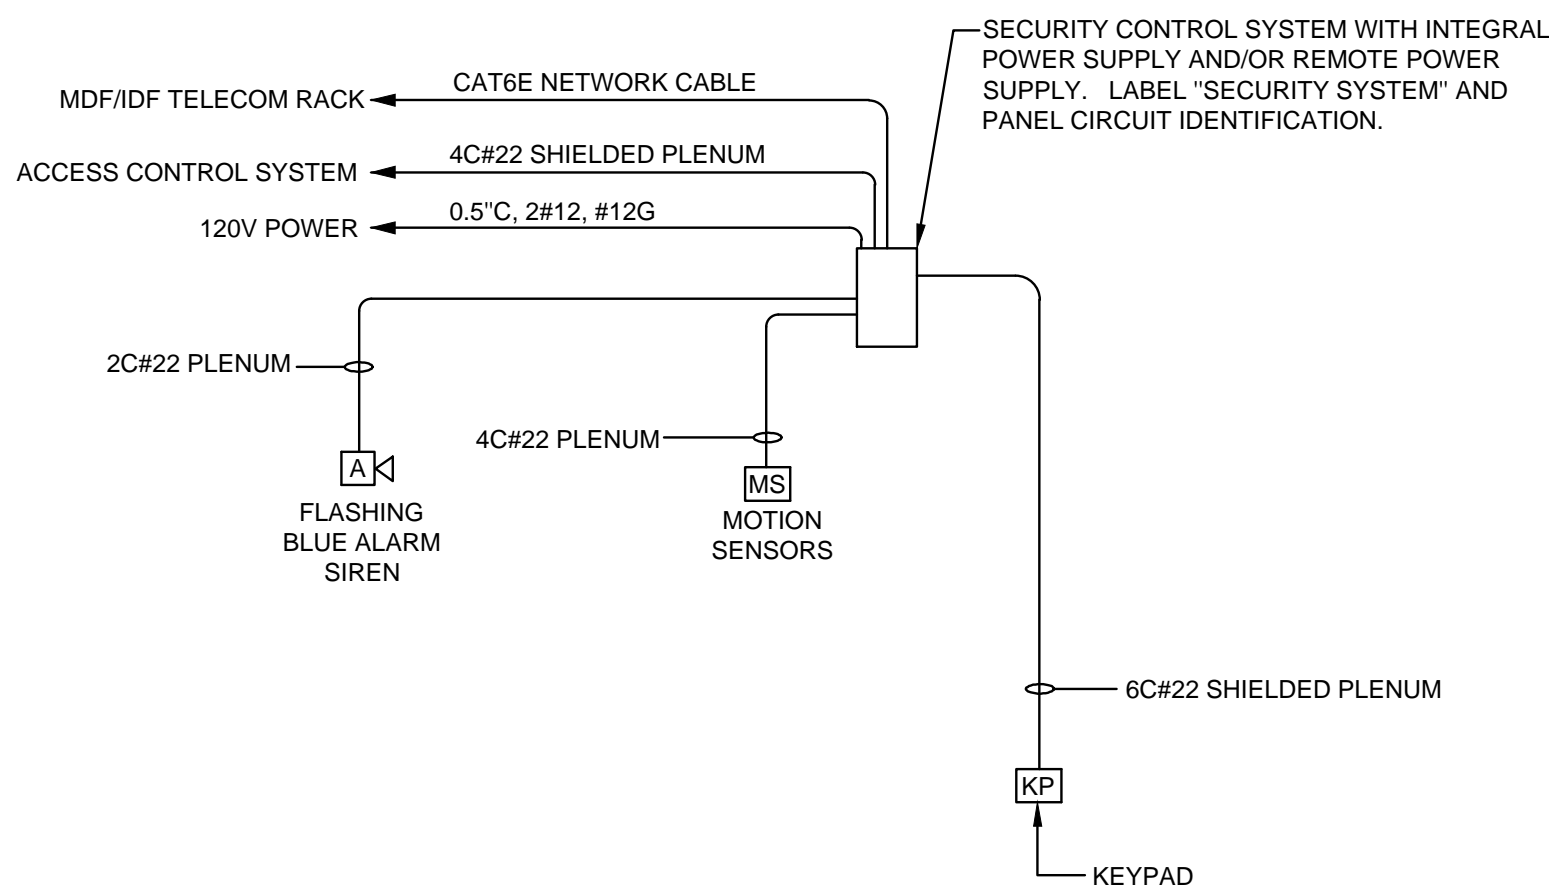 SECURITY CONTROL SYSTEM WITH INTEGRAL
POWER SUPPLY AND/OR REMOTE POWER
SUPPLY. LABEL "SECURITY SYSTEM" AND
PANEL CIRCUIT IDENTIFICATION.
CAT6E NETWORK CABLE
MDF/IDF TELECOM RACK
4C#22 SHIELDED PLENUM
ACCESS CONTROL SYSTEM
0.5"C, 2#12, #12G
120V POWER
2C#22 PLENUM
4C#22 PLENUM
A
FLASHING
BLUE ALARM
SIREN
MS
MOTION
SENSORS
6C#22 SHIELDED PLENUM
KP
KEYPAD